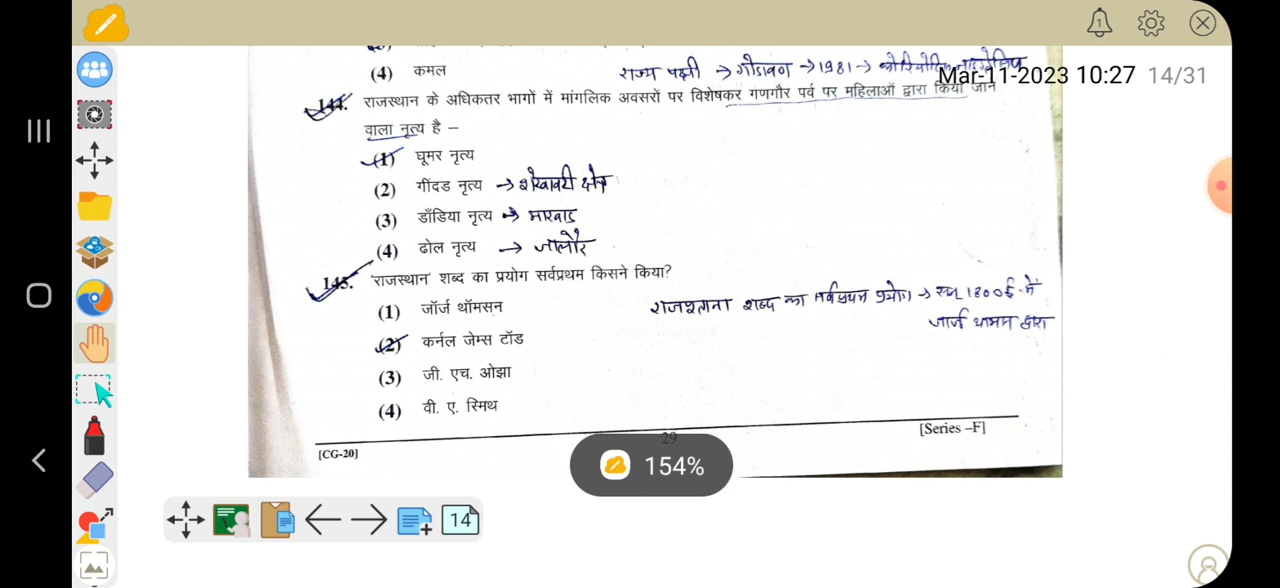 Mar-11-2023 10:27 14/31
(4) कमल
राज्य पक्षी → गोडावण → 1981 →
144. राजस्थान के अधिकतर भागों में मांगलिक अवसरों पर विशेषकर गणगौर पर्व पर महिलाओं द्वारा किया जाने
वाला नृत्य है –
(1) घूमर नृत्य
(2) गींदड नृत्य → शेखावटी क्षेत्र
(3) डाँडिया नृत्य → मारवाड
(4) ढोल नृत्य → जालौर
145. 'राजस्थान' शब्द का प्रयोग सर्वप्रथम किसने किया?
(1) जॉर्ज थॉमसन
राजपूताना शब्द का सर्वप्रथम प्रयोग → सन् 1800 ई. में
जार्ज थामस द्वारा
(2) कर्नल जेम्स टॉड
(3) जी. एच. ओझा
(4) वी. ए. स्मिथ
29
[Series –F]
[CG-20]
154%
14